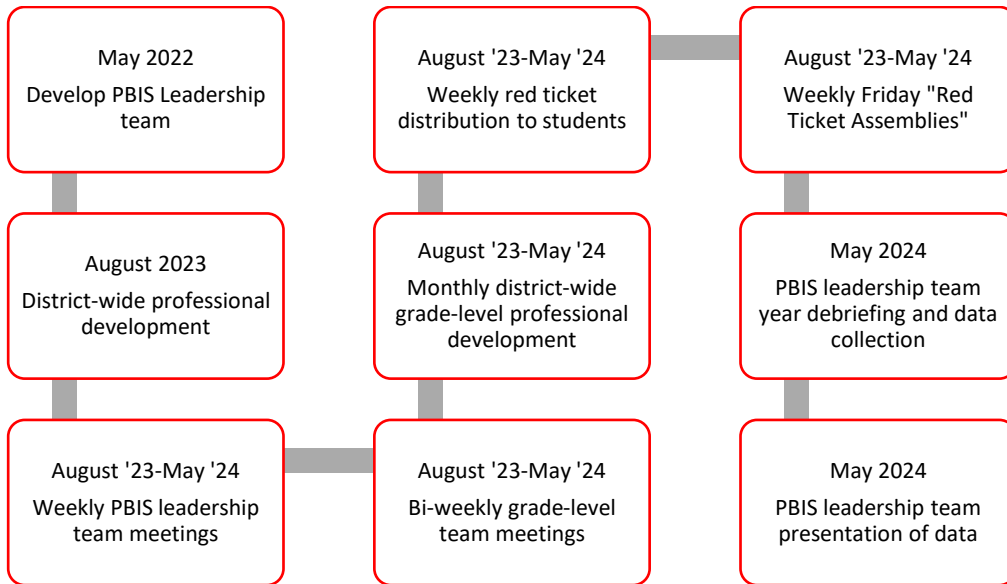 May 2022
Develop PBIS Leadership
team
August 2023
District-wide professional
development
August '23-May '24
Weekly PBIS leadership
team meetings
August '23-May '24
Bi-weekly grade-level
team meetings
August '23-May '24
Monthly district-wide
grade-level professional
development
August '23-May '24
Weekly red ticket
distribution to students
August '23-May '24
Weekly Friday "Red
Ticket Assemblies"
May 2024
PBIS leadership team
year debriefing and data
collection
May 2024
PBIS leadership team
presentation of data